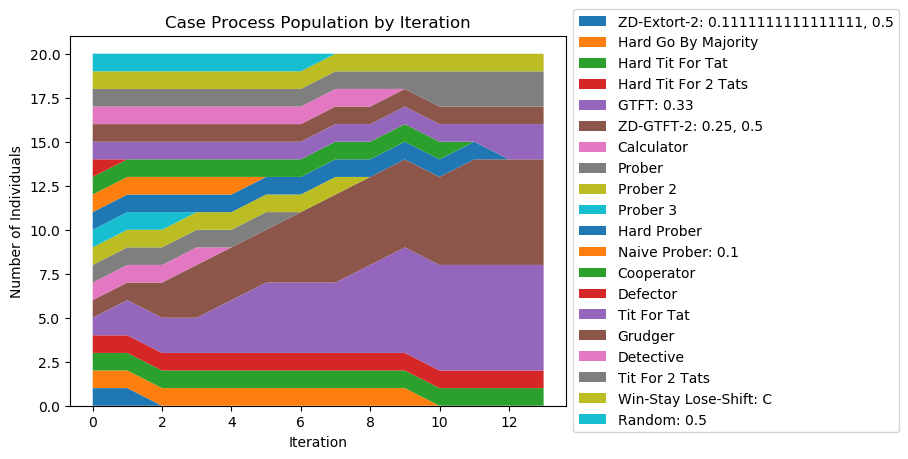 Case Process Population by Iteration
Number of Individuals
20.0
17.5
15.0
12.5
10.0
7.5
5.0
2.5
0.0
0 2 4 6 8 10 12
Iteration
ZD-Extort-2: 0.1111111111111111, 0.5
Hard Go By Majority
Hard Tit For Tat
Hard Tit For 2 Tats
GTFT: 0.33
ZD-GTFT-2: 0.25, 0.5
Calculator
Prober
Prober 2
Prober 3
Hard Prober
Naive Prober: 0.1
Cooperator
Defector
Tit For Tat
Grudger
Detective
Tit For 2 Tats
Win-Stay Lose-Shift: C
Random: 0.5